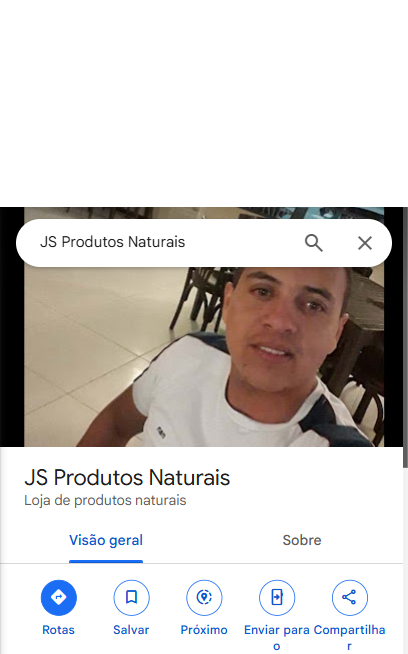 JS Produtos Naturais
JS Produtos Naturais
Loja de produtos naturais
Visão geral Sobre
Rotas Salvar Próximo Enviar para o Compartilhar